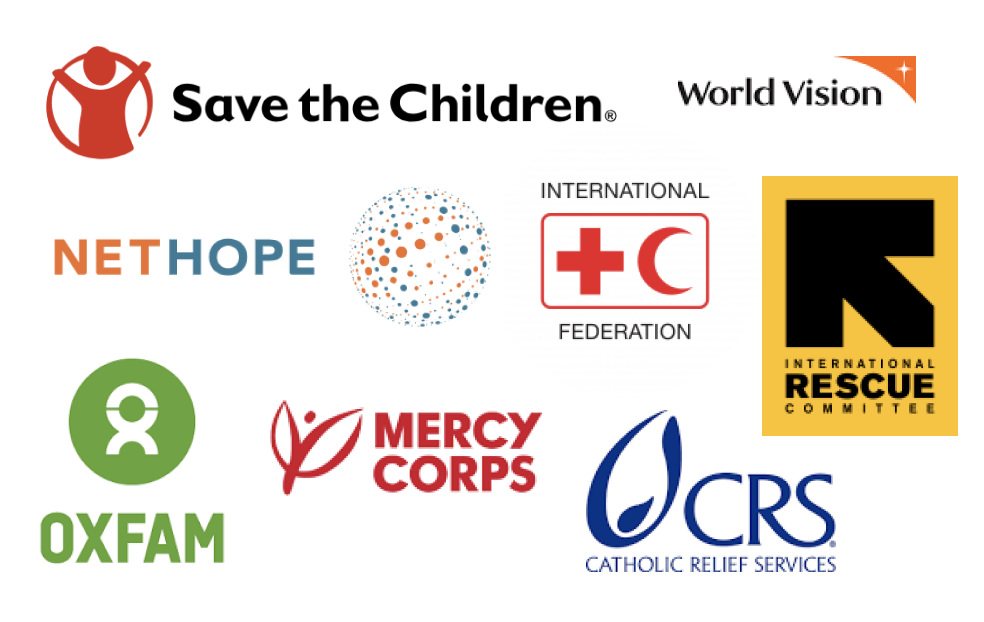 Save the Children®
World Vision
NETHOPE
INTERNATIONAL
FEDERATION
INTERNATIONAL
RESCUE
COMMITTEE
OXFAM
MERCY
CORPS
CRS®
CATHOLIC RELIEF SERVICES